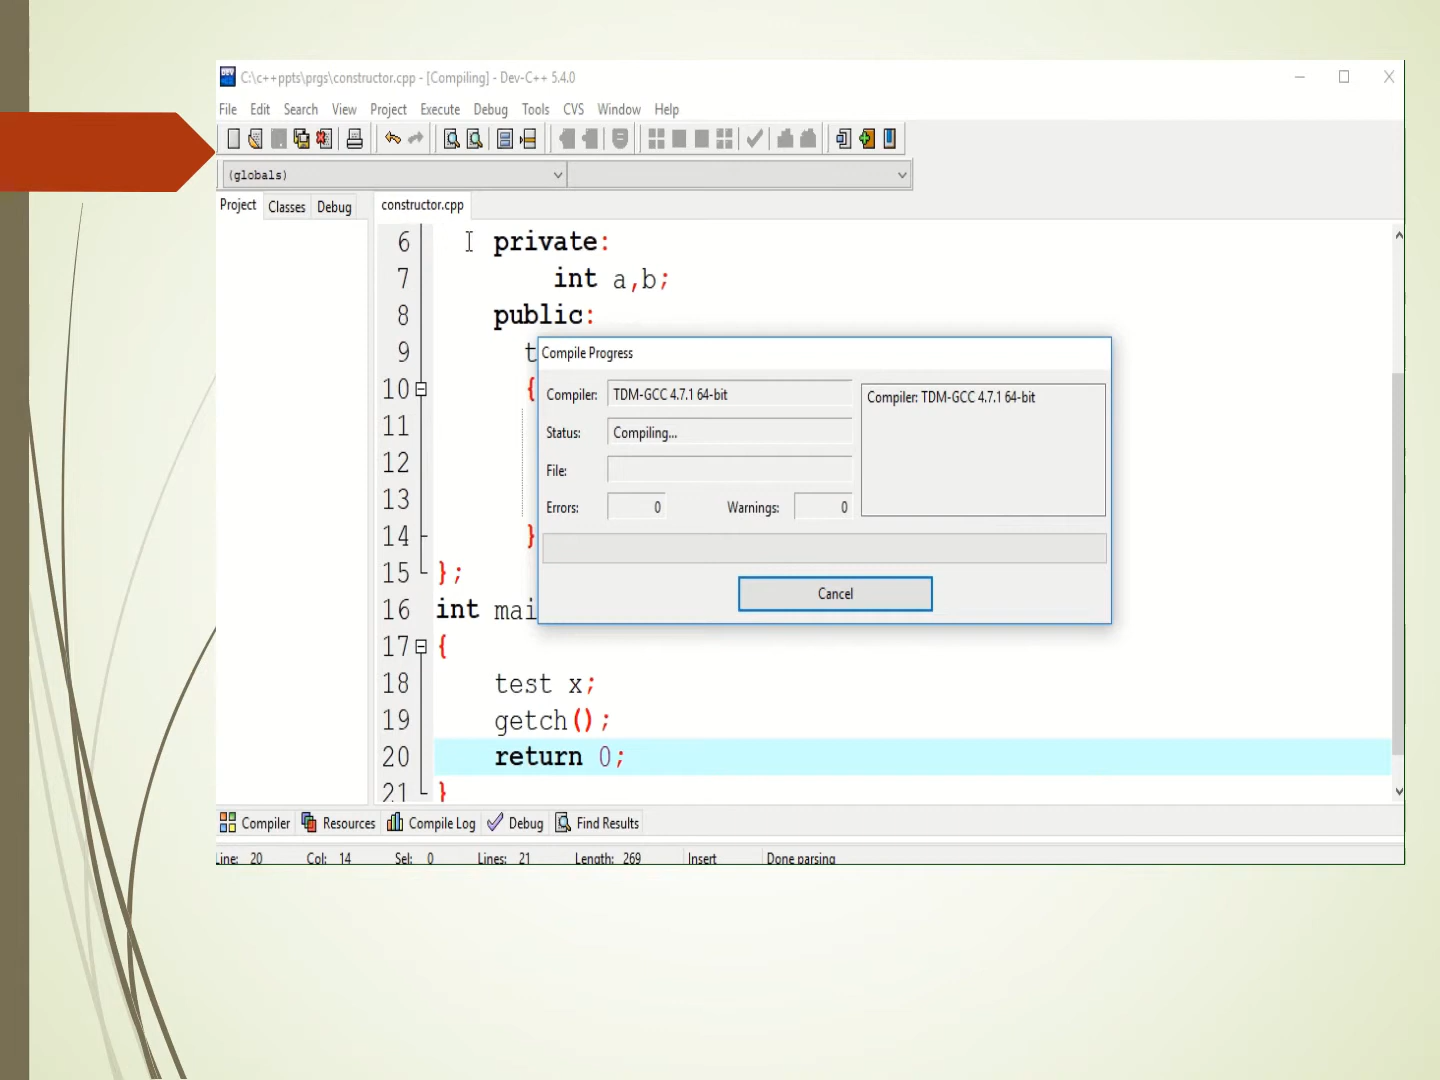 C:\c++ppts\prgs\constructor.cpp - [Compiling] - Dev-C++ 5.4.0
File Edit Search View Project Execute Debug Tools CVS Window Help
(globals)
Project Classes Debug constructor.cpp
6 private:
7 int a,b;
8 public:
9 t
10 {
11
12
13
14 }
15 };
16 int mai
17 {
18 test x;
19 getch();
20 return 0;
21 }
Compile Progress
Compiler: TDM-GCC 4.7.1 64-bit
Status: Compiling...
File:
Errors: 0 Warnings: 0
Compiler: TDM-GCC 4.7.1 64-bit
Cancel
Compiler Resources Compile Log Debug Find Results
Line: 20 Col: 14 Sel: 0 Lines: 21 Length: 269 Insert Done parsing